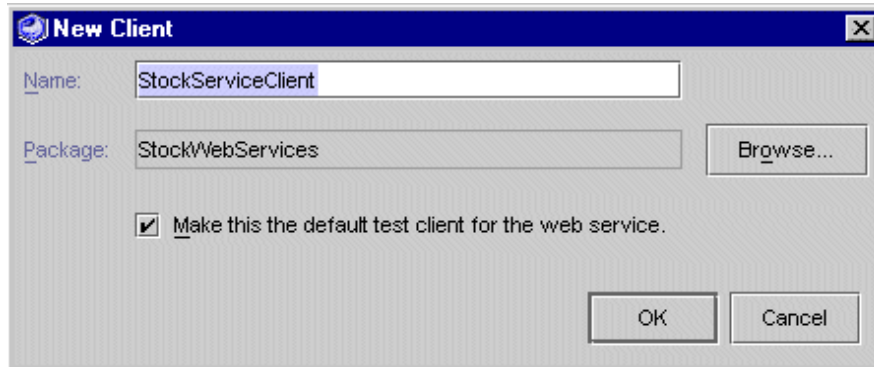 New Client
Name: StockServiceClient
Package: StockWebServices Browse...
Make this the default test client for the web service.
OK Cancel